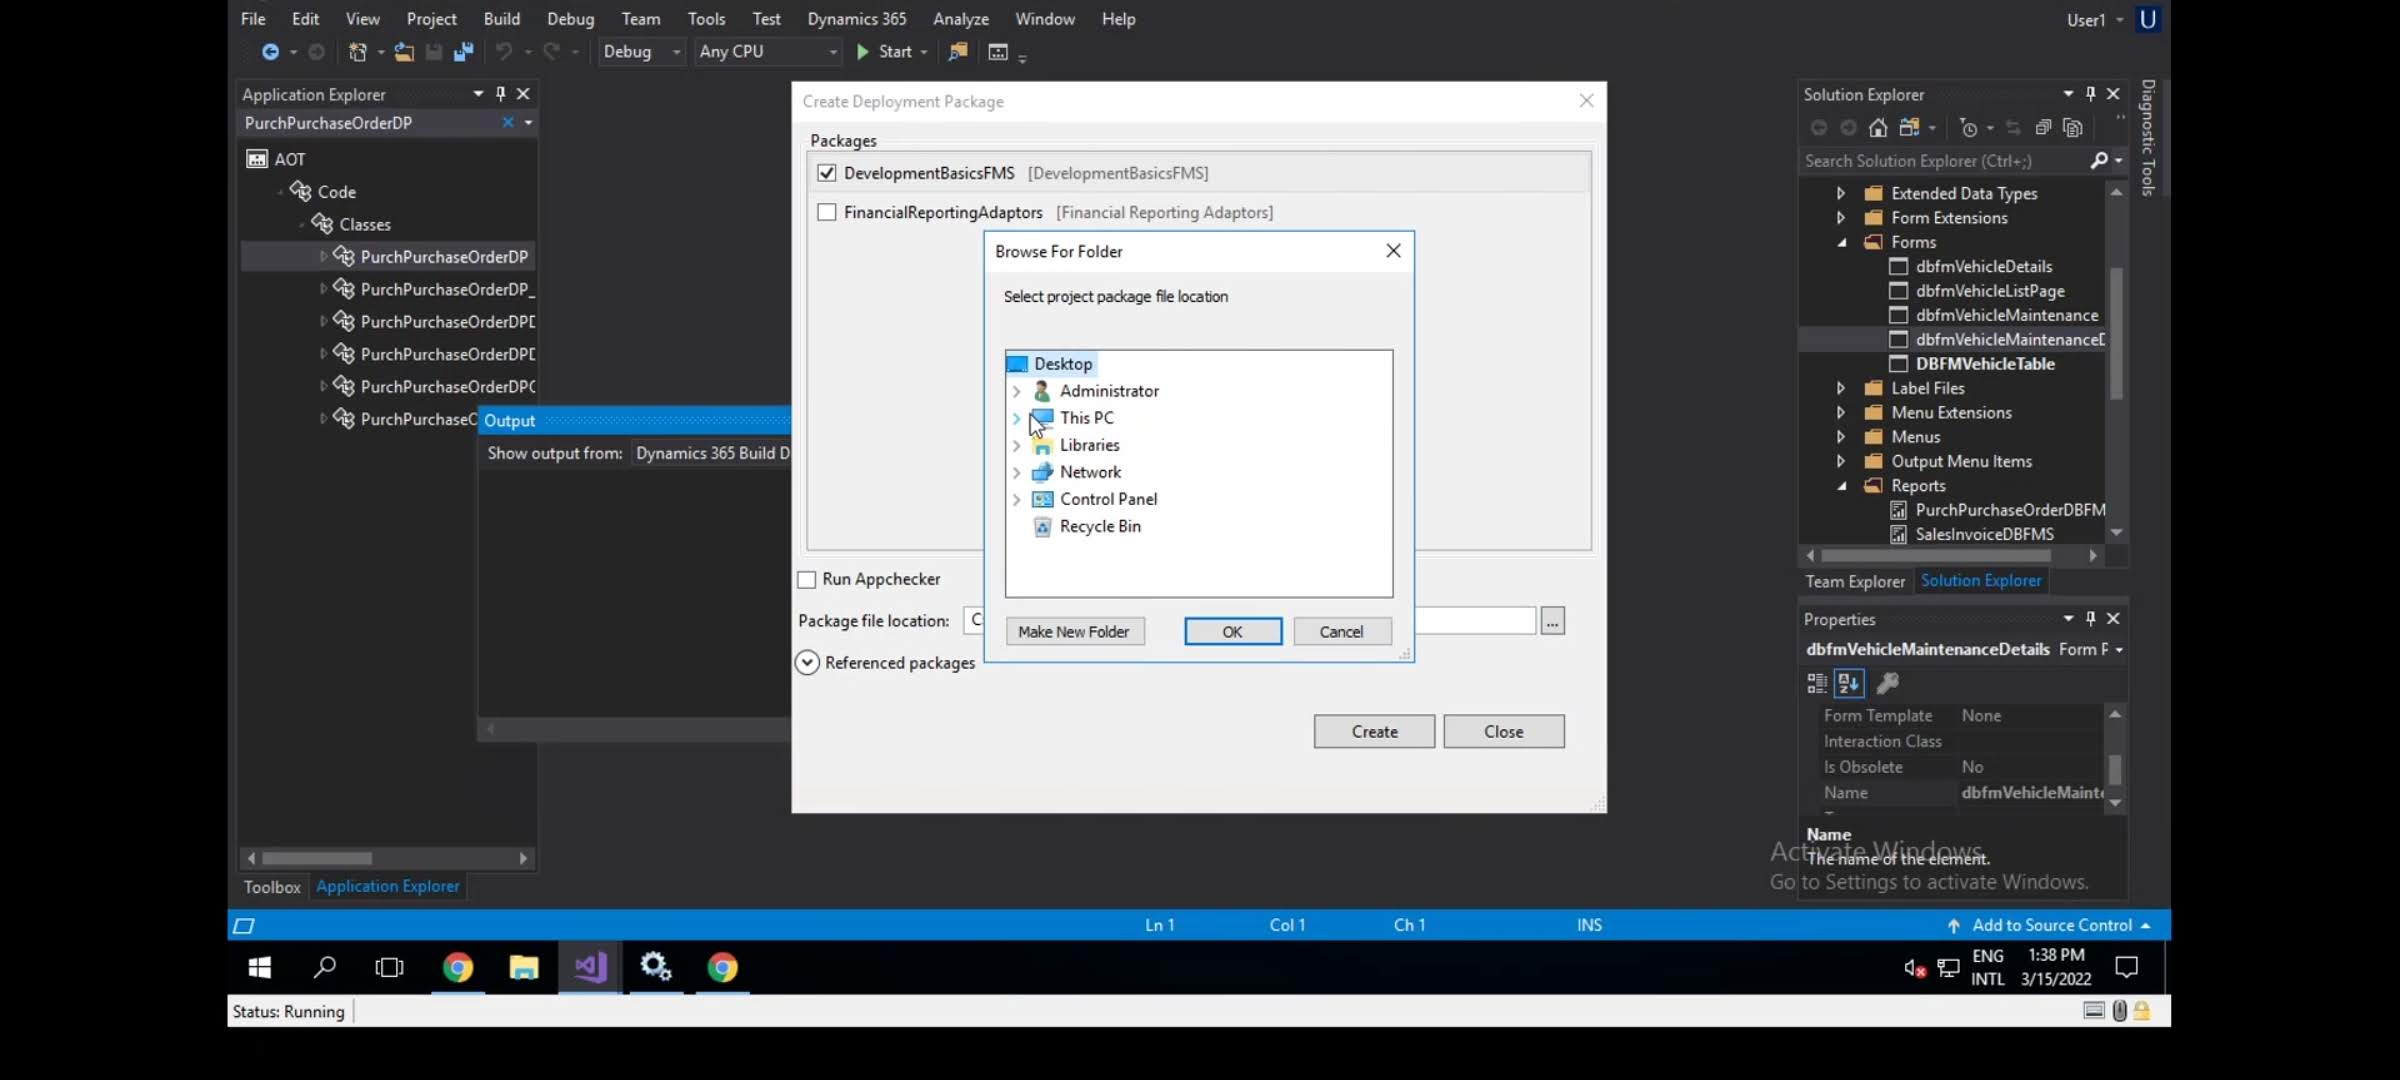 File Edit View Project Build Debug Team Tools Test Dynamics 365 Analyze Window Help
User1
U
Debug Any CPU Start
Application Explorer
PurchPurchaseOrderDP
AOT
Code
Classes
PurchPurchaseOrderDP
PurchPurchaseOrderDP_
PurchPurchaseOrderDP
PurchPurchaseOrderDP
PurchPurchaseOrderDP
PurchPurchase
Output
Show output from: Dynamics 365 Build D
Toolbox Application Explorer
Create Deployment Package
Packages
DevelopmentBasicsFMS [DevelopmentBasicsFMS]
FinancialReportingAdaptors [Financial Reporting Adaptors]
Browse For Folder
Select project package file location
Desktop
Administrator
This PC
Libraries
Network
Control Panel
Recycle Bin
Make New Folder OK Cancel
Run Appchecker
Package file location: C
...
Referenced packages
Create Close
Solution Explorer
Search Solution Explorer (Ctrl+;)
Extended Data Types
Form Extensions
Forms
dbfmVehicleDetails
dbfmVehicleListPage
dbfmVehicleMaintenance
dbfmVehicleMaintenanceD
DBFMVehicleTable
Label Files
Menu Extensions
Menus
Output Menu Items
Reports
PurchPurchaseOrderDBFM
SalesInvoiceDBFMS
Team Explorer Solution Explorer
Diagnostic Tools
Properties
dbfmVehicleMaintenanceDetails Form P
Form Template None
Interaction Class
Is Obsolete No
Name dbfmVehicleMainte
Name
The name of the element.
Activate Windows
Go to Settings to activate Windows.
Ln 1 Col 1 Ch 1 INS Add to Source Control
ENG 1:38 PM
INTL 3/15/2022
Status: Running